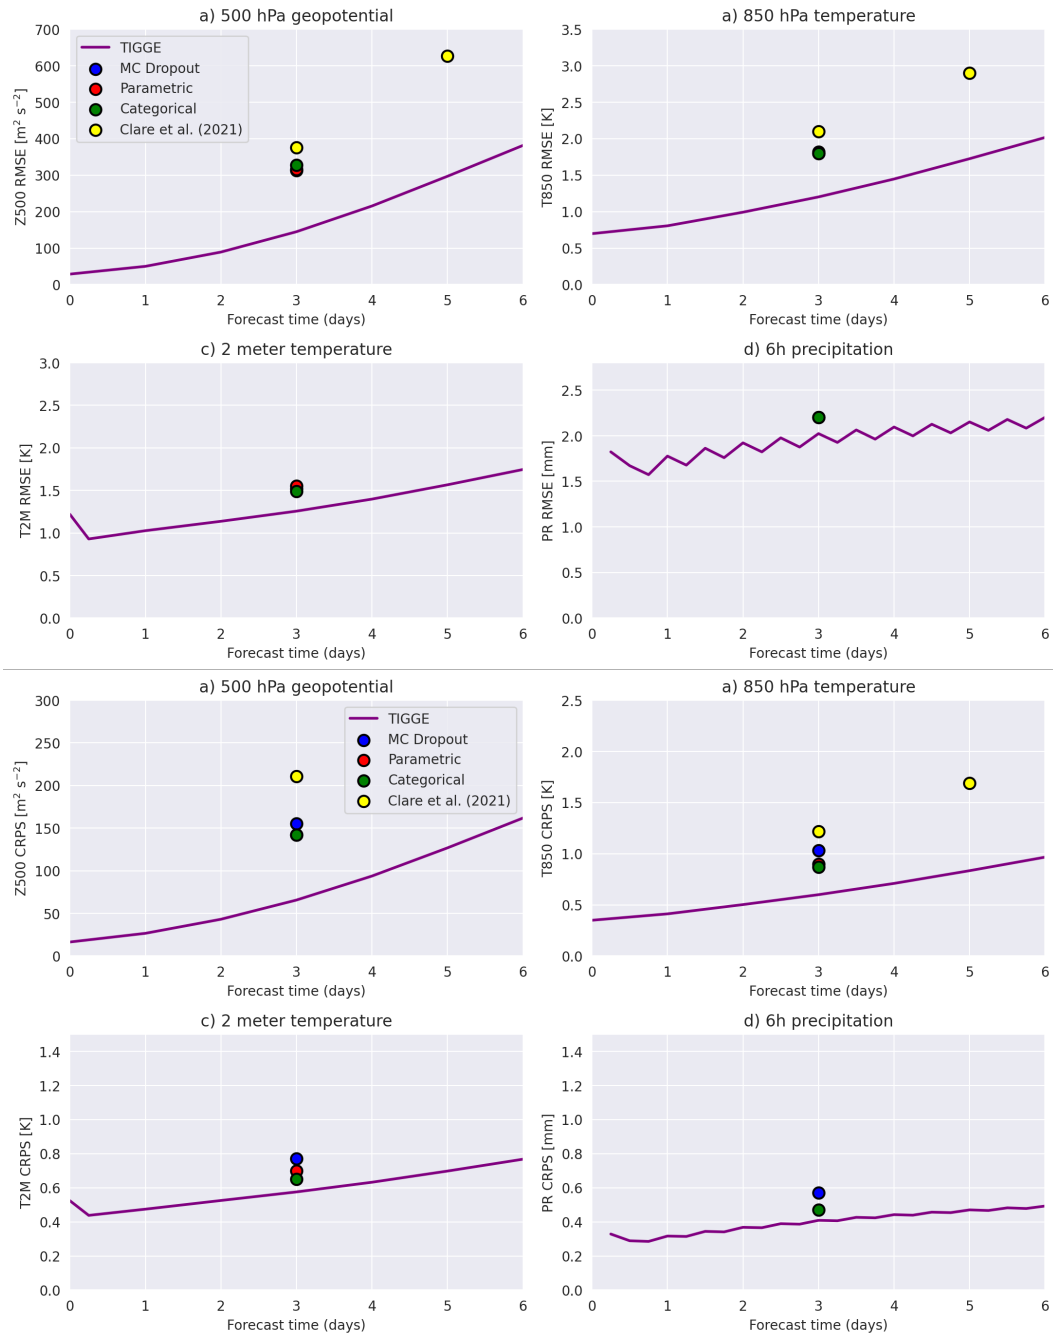 a) 500 hPa geopotential
700
600
500
400
300
200
100
0
Z500 RMSE [m² s⁻²]
TIGGE
MC Dropout
Parametric
Categorical
Clare et al. (2021)
0 1 2 3 4 5 6
Forecast time (days)
a) 850 hPa temperature
3.5
3.0
2.5
2.0
1.5
1.0
0.5
0.0
T850 RMSE [K]
0 1 2 3 4 5 6
Forecast time (days)
c) 2 meter temperature
3.0
2.5
2.0
1.5
1.0
0.5
0.0
T2M RMSE [K]
0 1 2 3 4 5 6
Forecast time (days)
d) 6h precipitation
2.5
2.0
1.5
1.0
0.5
0.0
PR RMSE [mm]
0 1 2 3 4 5 6
Forecast time (days)
a) 500 hPa geopotential
300
250
200
150
100
50
0
Z500 CRPS [m² s⁻²]
TIGGE
MC Dropout
Parametric
Categorical
Clare et al. (2021)
0 1 2 3 4 5 6
Forecast time (days)
a) 850 hPa temperature
2.5
2.0
1.5
1.0
0.5
0.0
T850 CRPS [K]
0 1 2 3 4 5 6
Forecast time (days)
c) 2 meter temperature
1.4
1.2
1.0
0.8
0.6
0.4
0.2
0.0
T2M CRPS [K]
0 1 2 3 4 5 6
Forecast time (days)
d) 6h precipitation
1.4
1.2
1.0
0.8
0.6
0.4
0.2
0.0
PR CRPS [mm]
0 1 2 3 4 5 6
Forecast time (days)